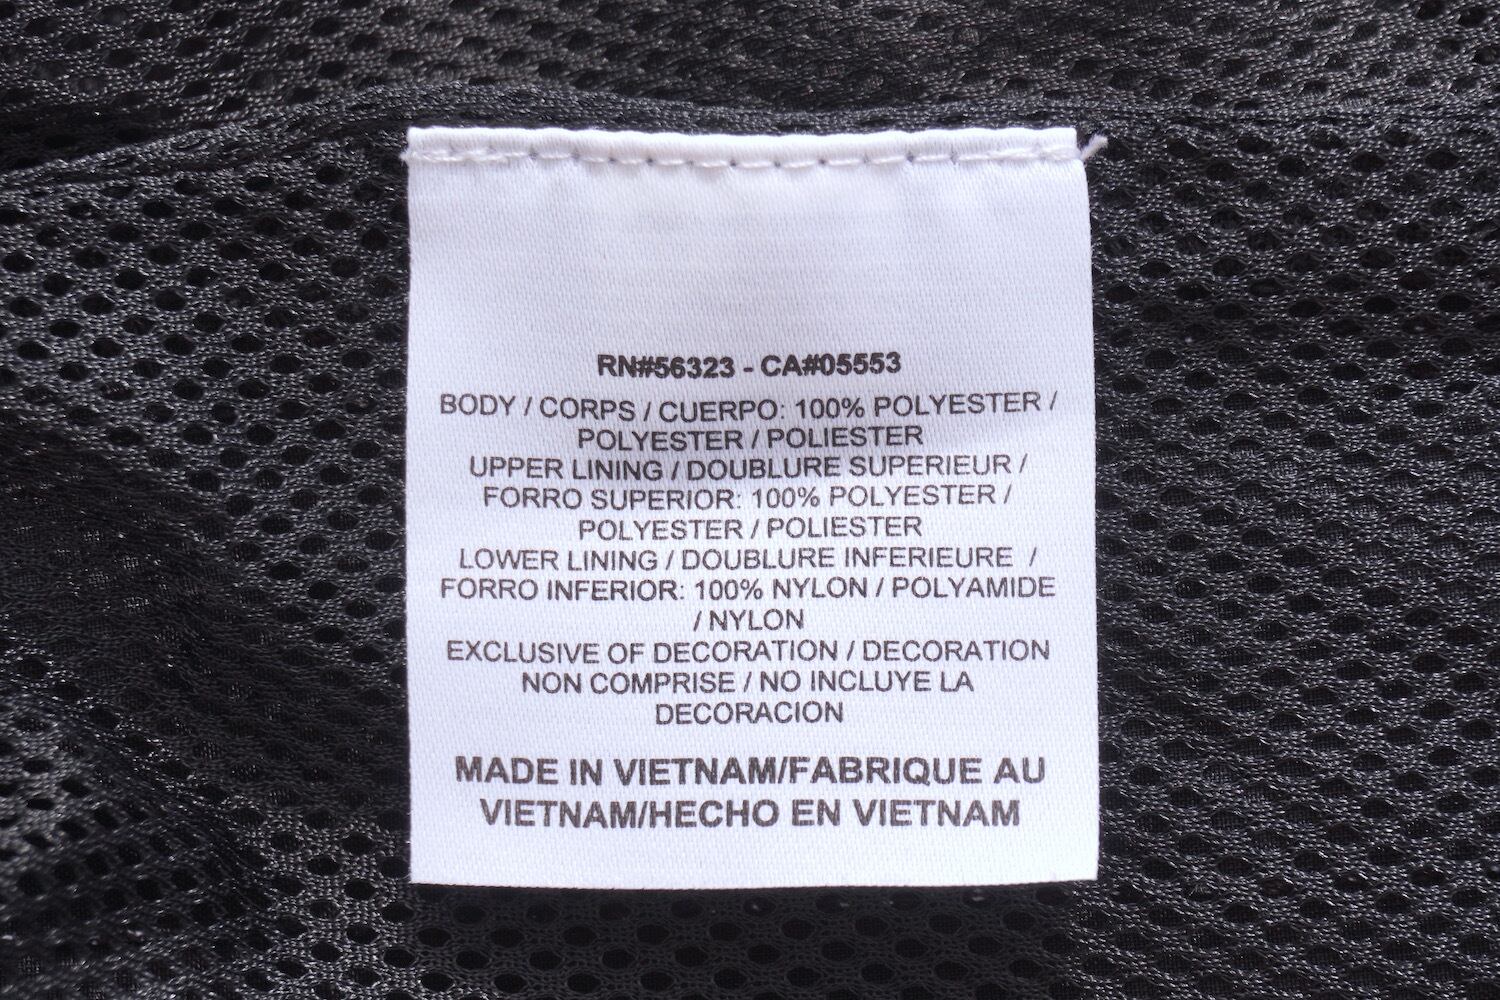 RN#56323 - CA#05553
BODY / CORPS / CUERPO: 100% POLYESTER /
POLYESTER / POLIESTER
UPPER LINING / DOUBLURE SUPERIEUR /
FORRO SUPERIOR: 100% POLYESTER /
POLYESTER / POLIESTER
LOWER LINING / DOUBLURE INFERIEURE /
FORRO INFERIOR: 100% NYLON / POLYAMIDE
/ NYLON
EXCLUSIVE OF DECORATION / DECORATION
NON COMPRISE / NO INCLUYE LA
DECORACION
MADE IN VIETNAM/FABRIQUE AU
VIETNAM/HECHO EN VIETNAM